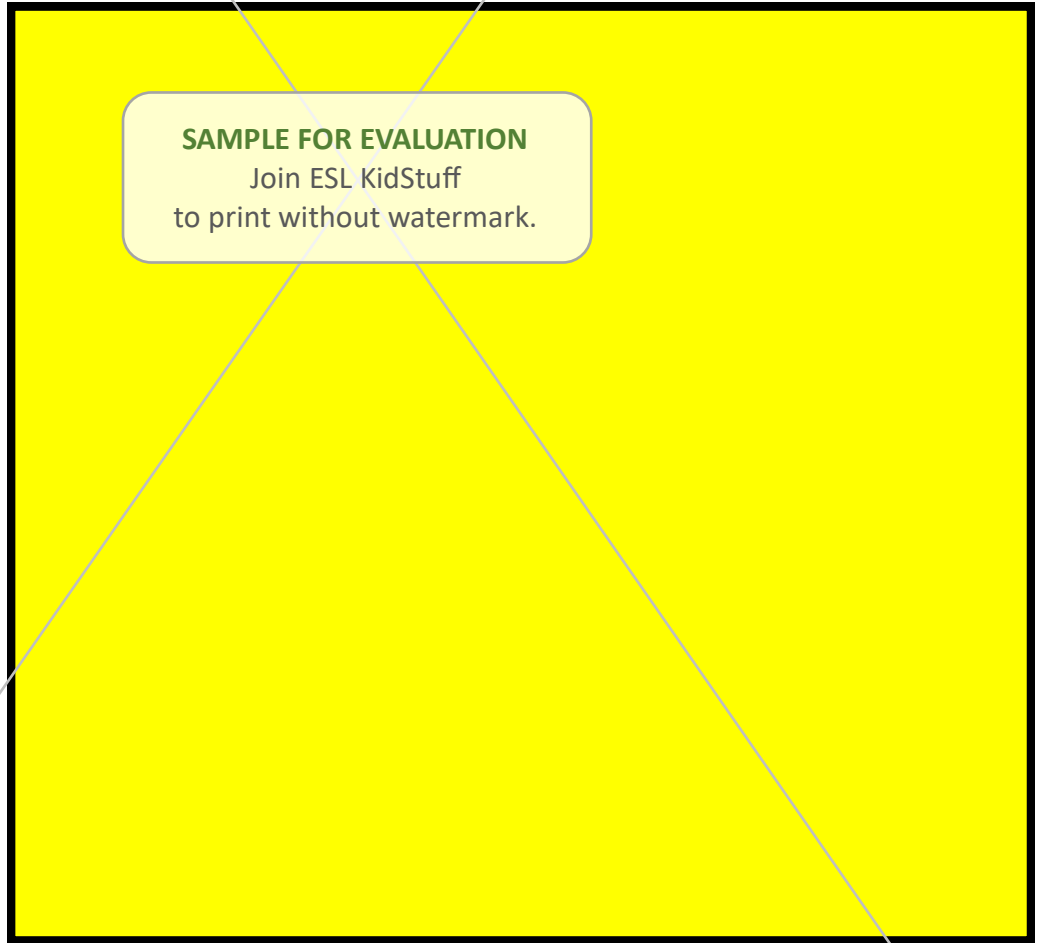 SAMPLE FOR EVALUATION
Join ESL KidStuff
to print without watermark.